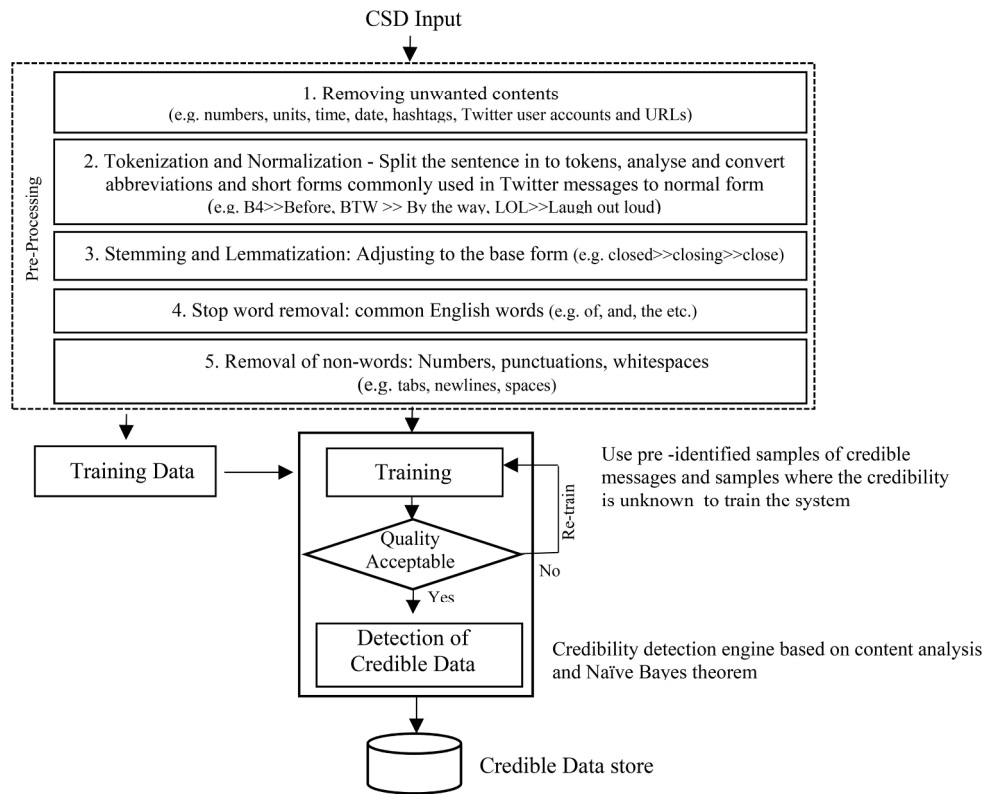 CSD Input
Pre-Processing
1. Removing unwanted contents
(e.g. numbers, units, time, date, hashtags, Twitter user accounts and URLs)
2. Tokenization and Normalization - Split the sentence in to tokens, analyse and convert
abbreviations and short forms commonly used in Twitter messages to normal form
(e.g. B4>>Before, BTW >> By the way, LOL>>Laugh out loud)
3. Stemming and Lemmatization: Adjusting to the base form (e.g. closed>>closing>>close)
4. Stop word removal: common English words (e.g. of, and, the etc.)
5. Removal of non-words: Numbers, punctuations, whitespaces
(e.g. tabs, newlines, spaces)
Training Data
Training
Use pre -identified samples of credible
messages and samples where the credibility
is unknown to train the system
Re-train
Quality
Acceptable
No
Yes
Detection of
Credible Data
Credibility detection engine based on content analysis
and Naïve Bayes theorem
Credible Data store